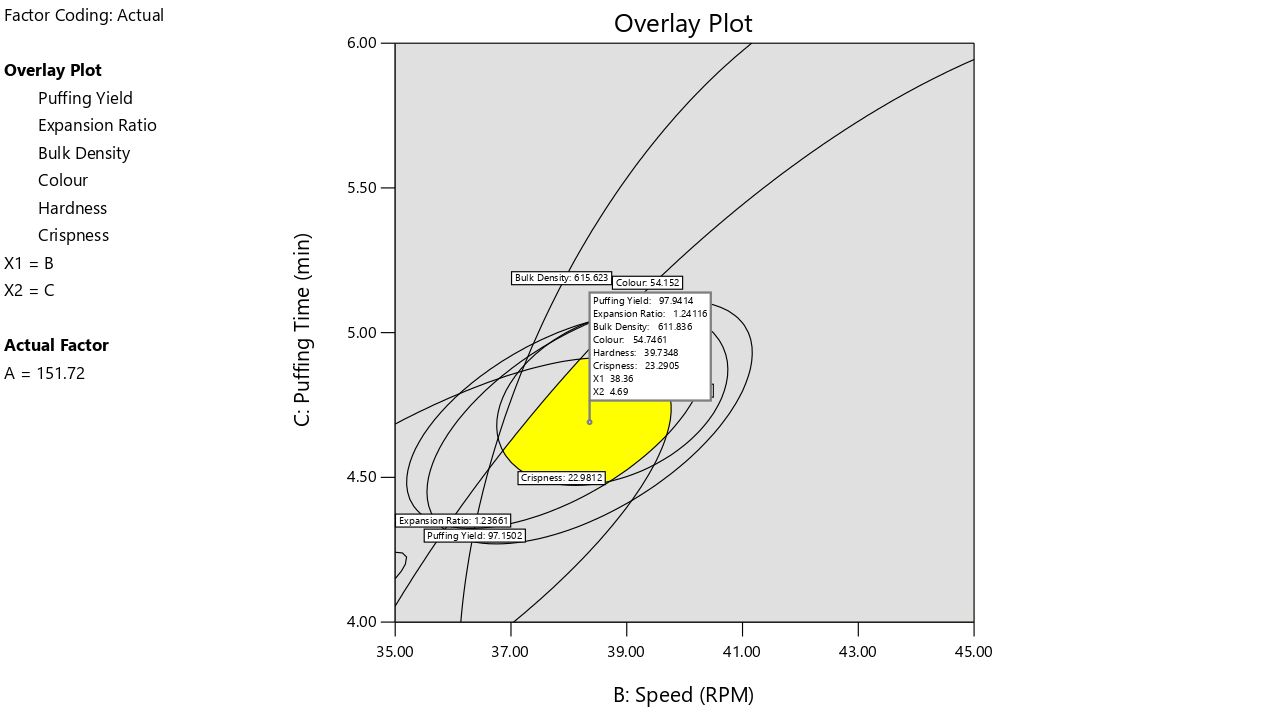 Factor Coding: Actual
Overlay Plot
Overlay Plot
Puffing Yield
Expansion Ratio
Bulk Density
Colour
Hardness
Crispness
X1 = B
X2 = C
Actual Factor
A = 151.72
6.00
5.50
5.00
4.50
4.00
C: Puffing Time (min)
Bulk Density: 615.623
Colour: 54.152
Puffing Yield: 97.9414
Expansion Ratio: 1.24116
Bulk Density: 611.836
Colour: 54.7461
Hardness: 39.7348
Crispness: 23.2905
X1 38.36
X2 4.69
Crispness: 22.9812
Expansion Ratio: 1.23661
Puffing Yield: 97.1502
35.00 37.00 39.00 41.00 43.00 45.00
B: Speed (RPM)